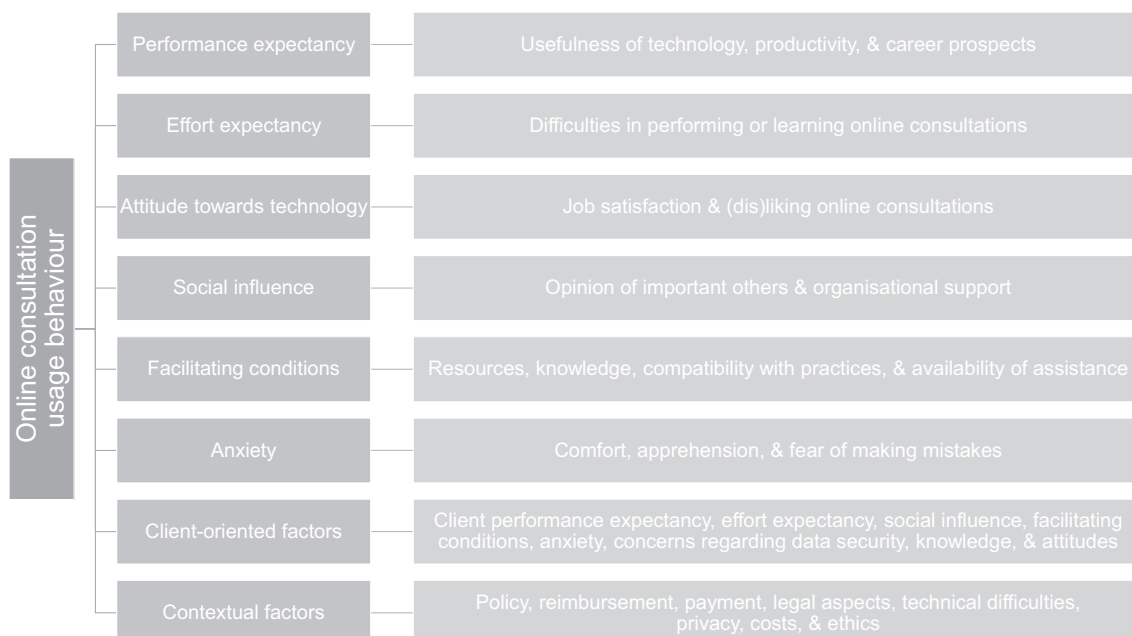 Online consultation
usage behaviour
Performance expectancy
Usefulness of technology, productivity, & career prospects
Effort expectancy
Difficulties in performing or learning online consultations
Attitude towards technology
Job satisfaction & (dis)liking online consultations
Social influence
Opinion of important others & organisational support
Facilitating conditions
Resources, knowledge, compatibility with practices, & availability of assistance
Anxiety
Comfort, apprehension, & fear of making mistakes
Client-oriented factors
Client performance expectancy, effort expectancy, social influence, facilitating
conditions, anxiety, concerns regarding data security, knowledge, & attitudes
Contextual factors
Policy, reimbursement, payment, legal aspects, technical difficulties,
privacy, costs, & ethics